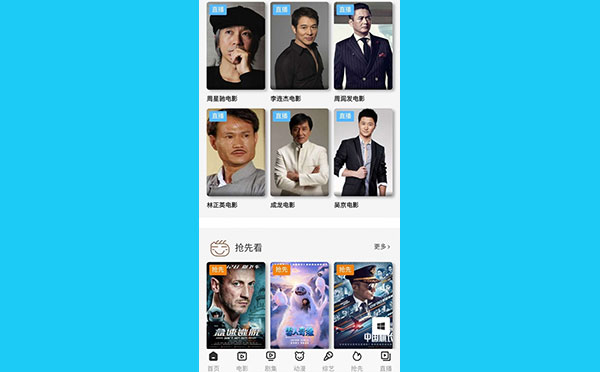 直播
直播
直播
周星驰电影
李连杰电影
周润发电影
直播
直播
直播
林正英电影
成龙电影
吴京电影
抢先看
更多
抢先
抢先
抢先
急速逃脱
雪人奇缘
中国机长
首页
电影
剧集
动漫
综艺
抢先
直播